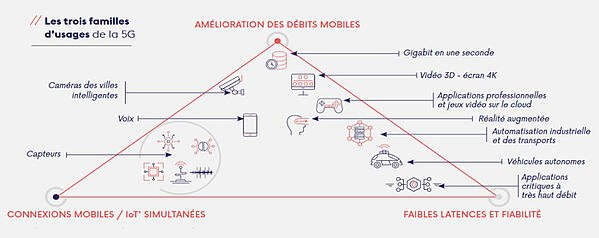 // Les trois familles
d'usages de la 5G
AMÉLIORATION DES DÉBITS MOBILES
Gigabit en une seconde
Vidéo 3D - écran 4K
Caméras des villes
intelligentes
Applications professionnelles
et jeux vidéo sur le cloud
Voix
Réalité augmentée
Automatisation industrielle
et des transports
Capteurs
Véhicules autonomes
Applications
critiques à
très haut débit
CONNEXIONS MOBILES / IoT* SIMULTANÉES
FAIBLES LATENCES ET FIABILITÉ